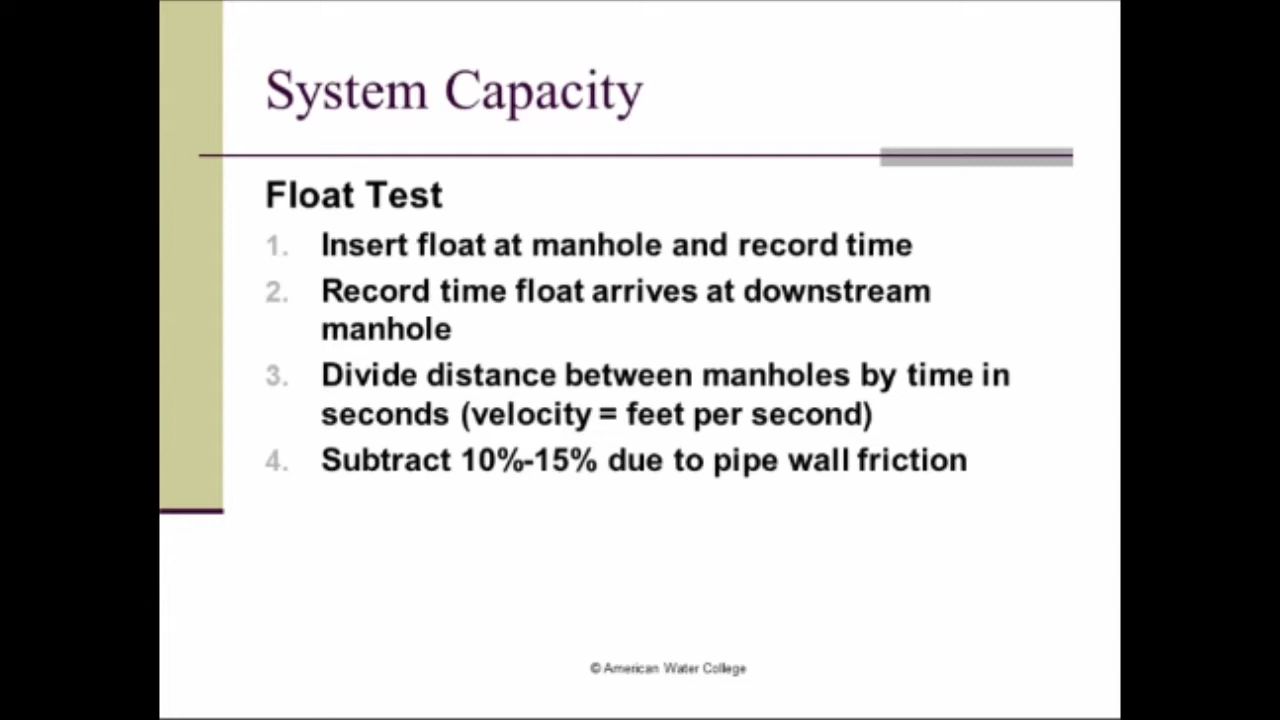 System Capacity
Float Test
1. Insert float at manhole and record time
2. Record time float arrives at downstream
manhole
3. Divide distance between manholes by time in
seconds (velocity = feet per second)
4. Subtract 10%-15% due to pipe wall friction
© American Water College